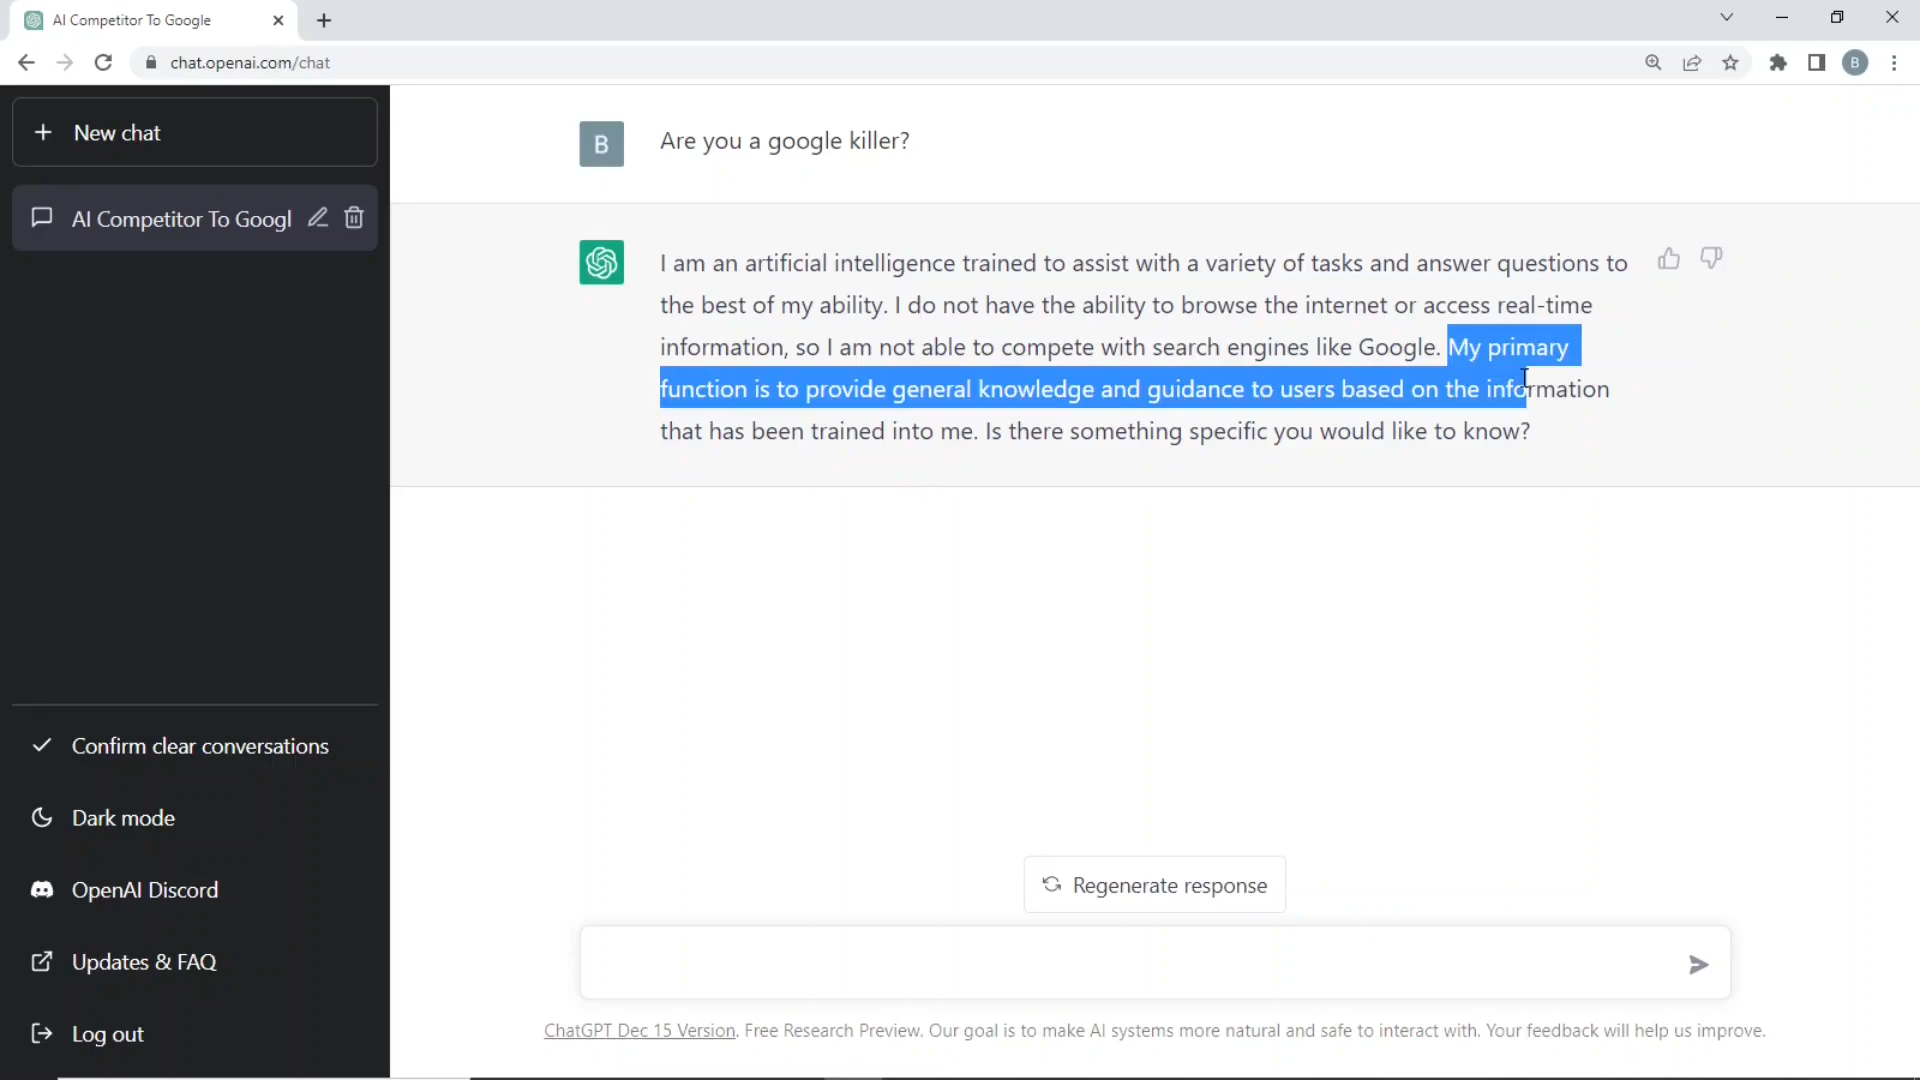 AI Competitor To Google
chat.openai.com/chat
B
New chat
AI Competitor To Googl
B
Are you a google killer?
I am an artificial intelligence trained to assist with a variety of tasks and answer questions to
the best of my ability. I do not have the ability to browse the internet or access real-time
information, so I am not able to compete with search engines like Google. My primary
function is to provide general knowledge and guidance to users based on the information
that has been trained into me. Is there something specific you would like to know?
Confirm clear conversations
Dark mode
OpenAI Discord
Updates & FAQ
Log out
Regenerate response
ChatGPT Dec 15 Version. Free Research Preview. Our goal is to make AI systems more natural and safe to interact with. Your feedback will help us improve.